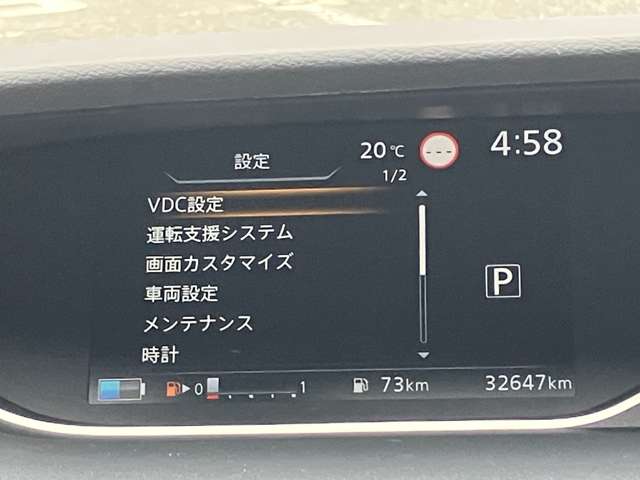 設定
20℃
---
4:58
1/2
VDC設定
運転支援システム
画面カスタマイズ
車両設定
メンテナンス
時計
P
0
1
73km
32647km